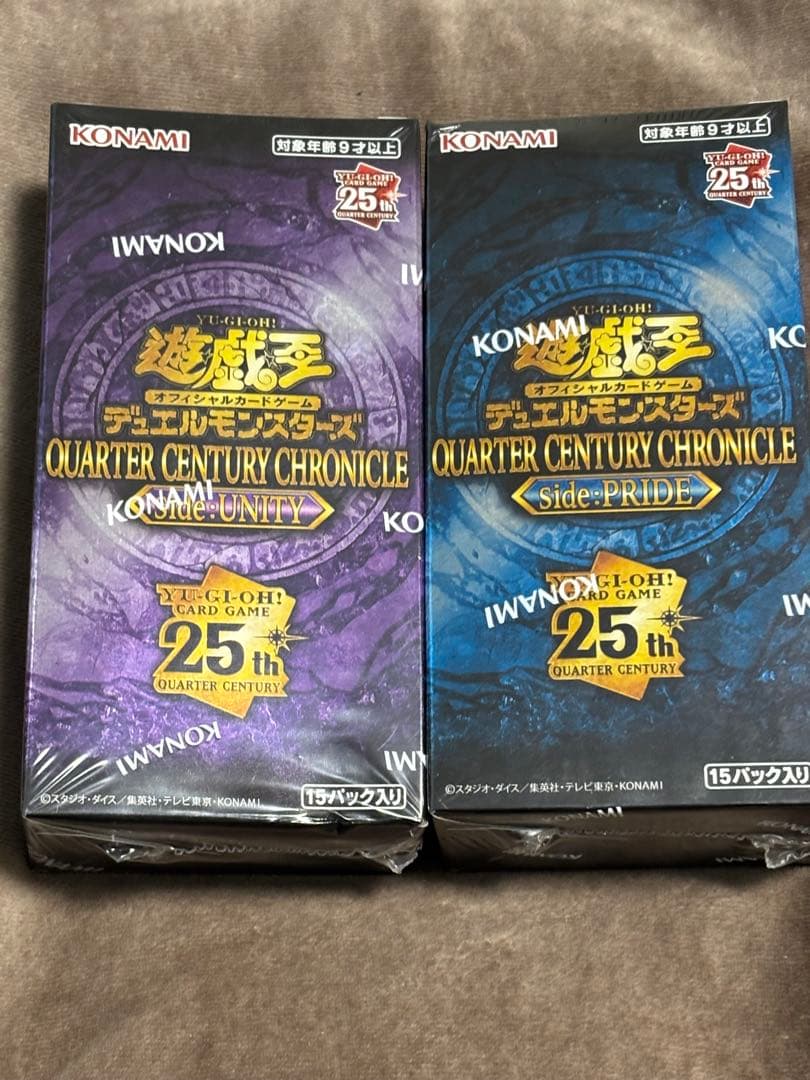 KONAMI
対象年齢9才以上
YU-GI-OH!
CARD GAME
25th
QUARTER CENTURY
KONAMI
YU-GI-OH!
遊戯王
オフィシャルカードゲーム
デュエルモンスターズ
QUARTER CENTURY CHRONICLE
side:UNITY
KONAMI
KO
YU-GI-OH!
CARD GAME
25th
QUARTER CENTURY
KONAMI
©スタジオ・ダイス/集英社・テレビ東京・KONAMI
15パック入り
KONAMI
対象年齢9才以上
YU-GI-OH!
CARD GAME
25th
QUARTER CENTURY
YU-GI-OH!
KONAMI
KO
遊戯王
オフィシャルカードゲーム
デュエルモンスターズ
QUARTER CENTURY CHRONICLE
side:PRIDE
KONAMI
YU-GI-OH!
CARD GAME
25th
QUARTER CENTURY
©スタジオ・ダイス/集英社・テレビ東京・KONAMI
15パック入り